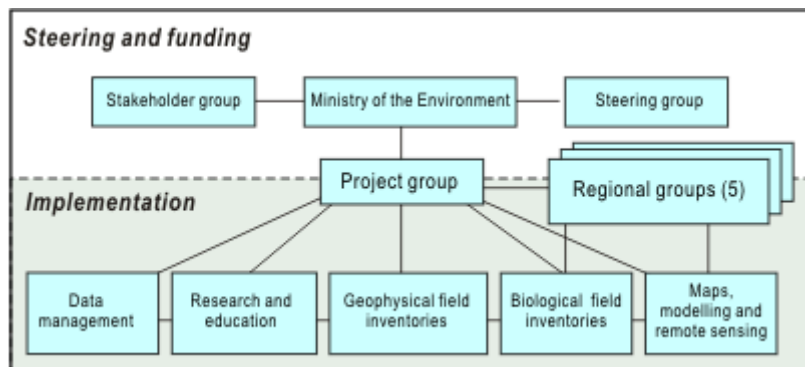 Steering and funding
Stakeholder group
Ministry of the Environment
Steering group
Project group
Regional groups (5)
Implementation
Data
management
Research and
education
Geophysical field
inventories
Biological field
inventories
Maps,
modelling and
remote sensing